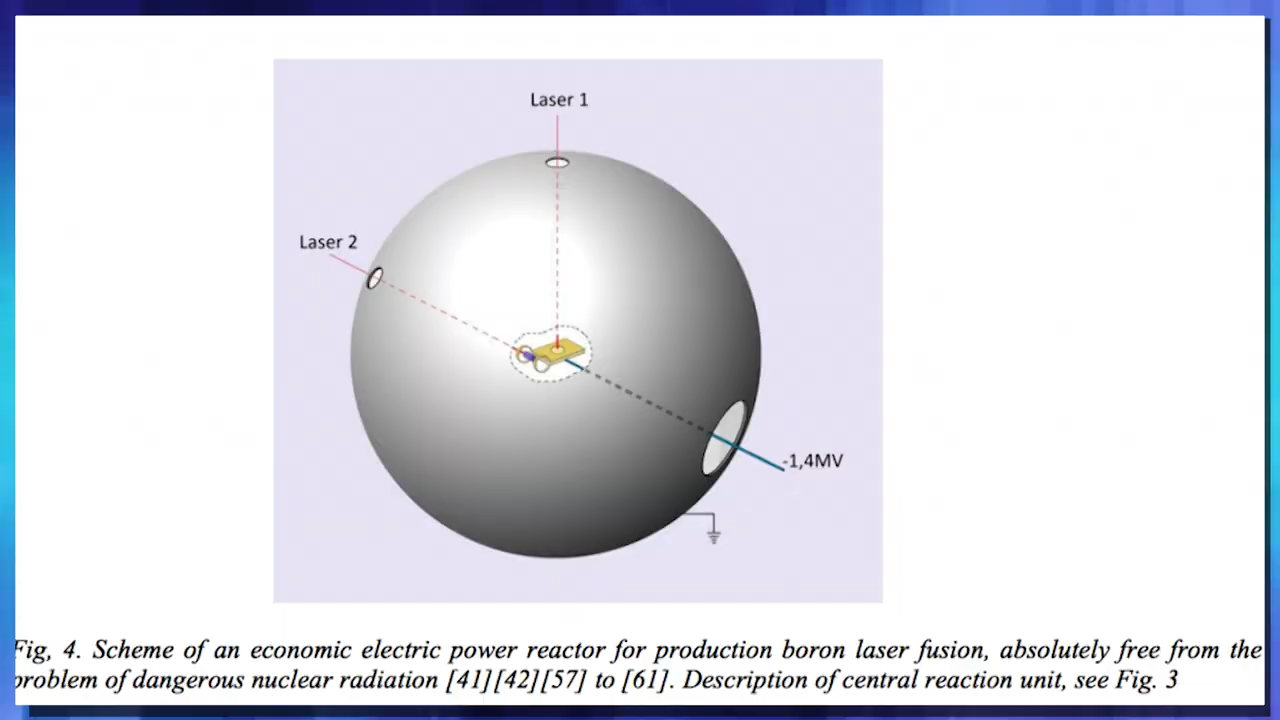 Laser 1
Laser 2
-1,4MV
Fig, 4. Scheme of an economic electric power reactor for production boron laser fusion, absolutely free from the
problem of dangerous nuclear radiation [41][42][57] to [61]. Description of central reaction unit, see Fig. 3